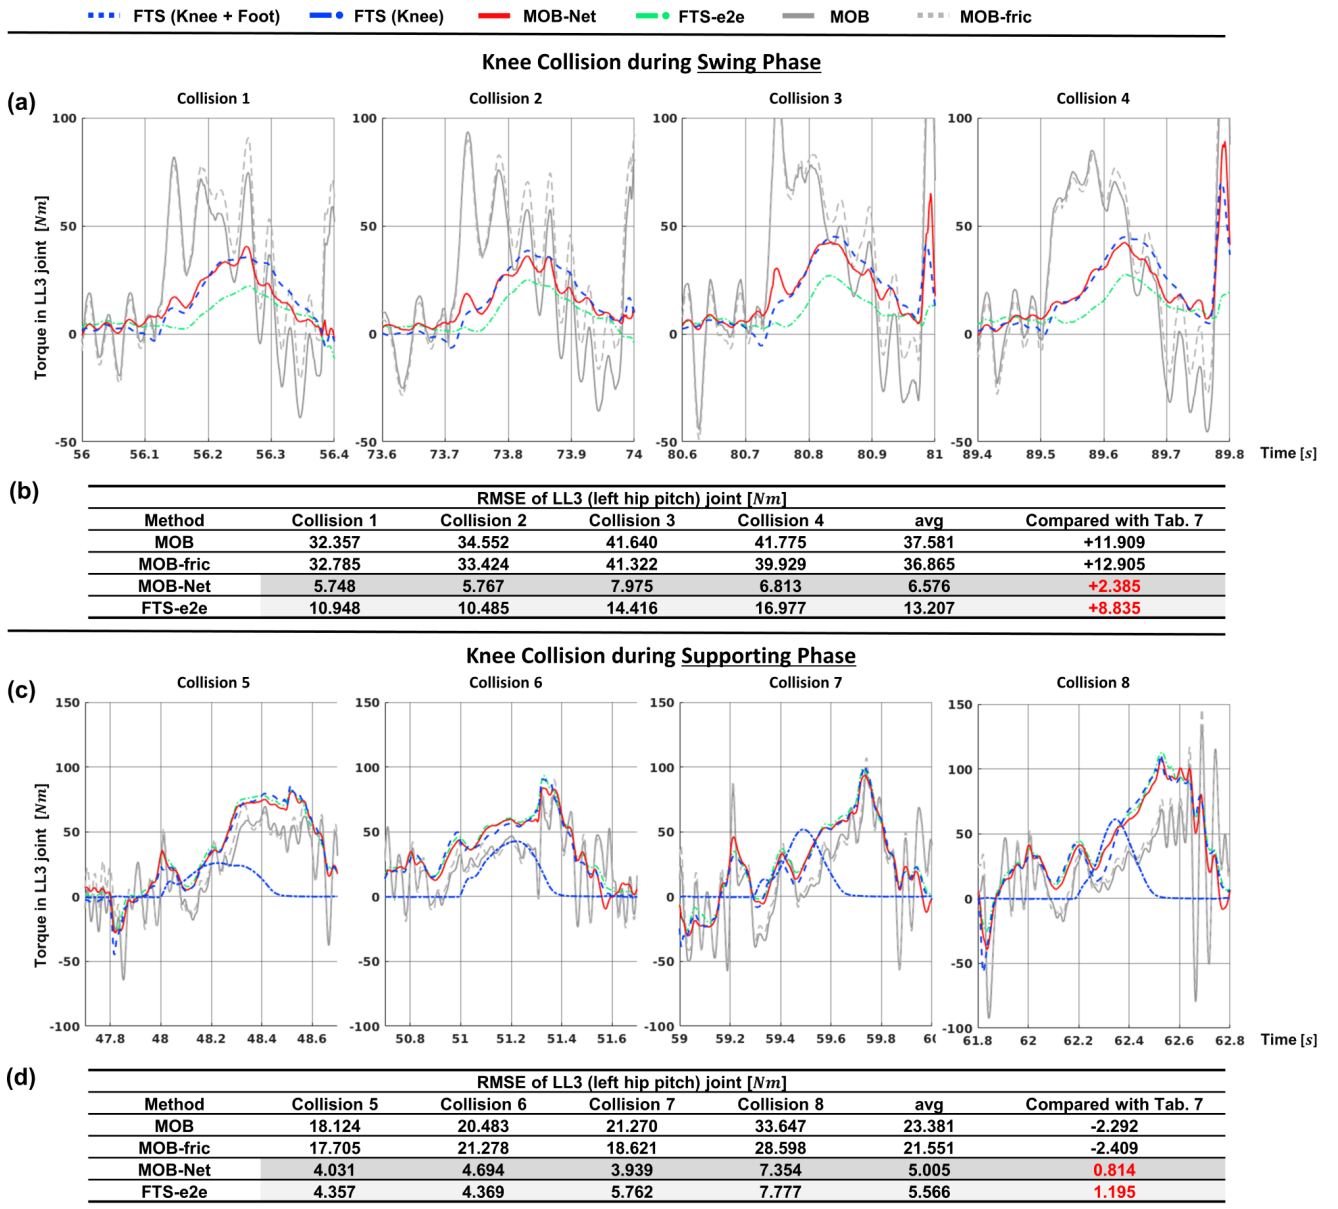 FTS (Knee + Foot) FTS (Knee) MOB-Net FTS-e2e MOB MOB-fric
Knee Collision during Swing Phase
(a)
Collision 1 Collision 2 Collision 3 Collision 4
Torque in LL3 joint [Nm]
100 100 100 100
50 50 50 50
0 0 0 0
-50 -50 -50 -50
56 56.1 56.2 56.3 56.4 73.6 73.7 73.8 73.9 74 80.6 80.7 80.8 80.9 81 89.4 89.5 89.6 89.7 89.8 Time [s]
(b)
RMSE of LL3 (left hip pitch) joint [Nm]
Method Collision 1 Collision 2 Collision 3 Collision 4 avg Compared with Tab. 7
MOB 32.357 34.552 41.640 41.775 37.581 +11.909
MOB-fric 32.785 33.424 41.322 39.929 36.865 +12.905
MOB-Net 5.748 5.767 7.975 6.813 6.576 +2.385
FTS-e2e 10.948 10.485 14.416 16.977 13.207 +8.835
Knee Collision during Supporting Phase
(c)
Collision 5 Collision 6 Collision 7 Collision 8
Torque in LL3 joint [Nm]
150 150 150 150
100 100 100 100
50 50 50 50
0 0 0 0
-50 -50 -50 -50
-100 -100 -100 -100
47.8 48 48.2 48.4 48.6 50.8 51 51.2 51.4 51.6 59 59.2 59.4 59.6 59.8 61.8 62 62.2 62.4 62.6 62.8 Time [s]
(d)
RMSE of LL3 (left hip pitch) joint [Nm]
Method Collision 5 Collision 6 Collision 7 Collision 8 avg Compared with Tab. 7
MOB 18.124 20.483 21.270 33.647 23.381 -2.292
MOB-fric 17.705 21.278 18.621 28.598 21.551 -2.409
MOB-Net 4.031 4.694 3.939 7.354 5.005 0.814
FTS-e2e 4.357 4.369 5.762 7.777 5.566 1.195